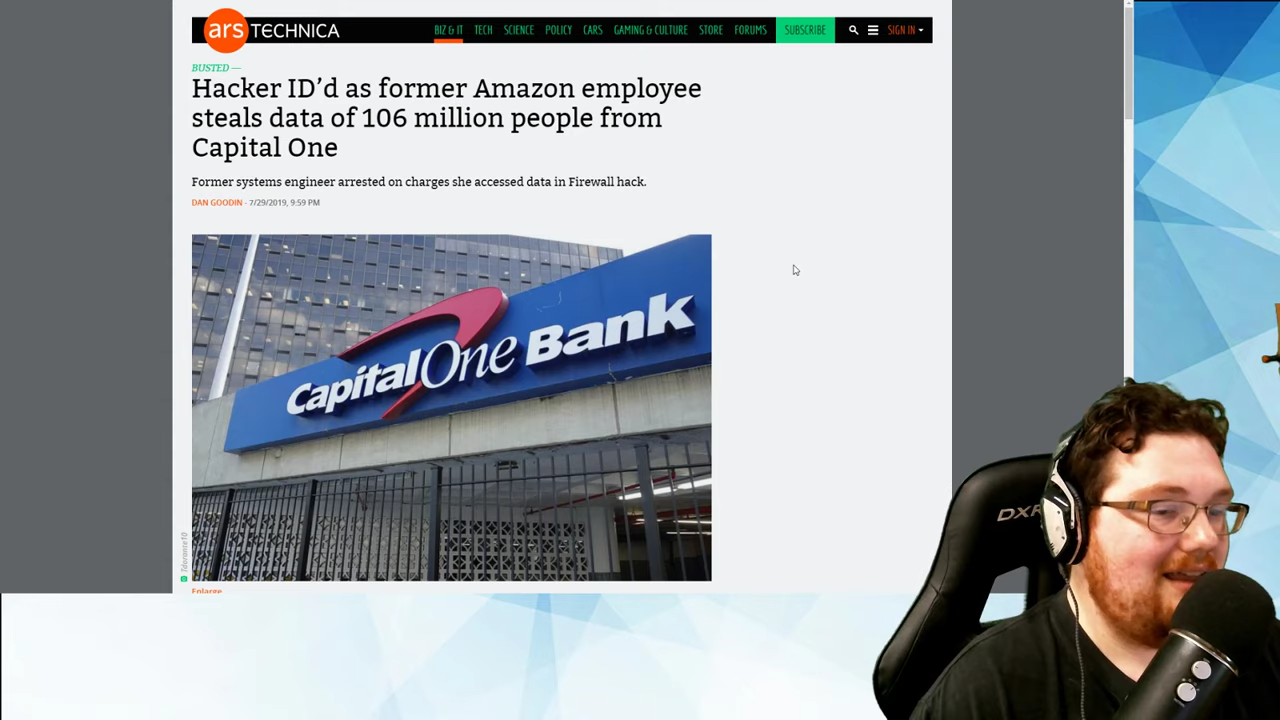 ars TECHNICA
BIZ & IT TECH SCIENCE POLICY CARS GAMING & CULTURE STORE FORUMS SUBSCRIBE SIGN IN
BUSTED —
Hacker ID’d as former Amazon employee
steals data of 106 million people from
Capital One
Former systems engineer arrested on charges she accessed data in Firewall hack.
DAN GOODIN - 7/29/2019, 9:59 PM
CapitalOne Bank
Enlarge
DXR